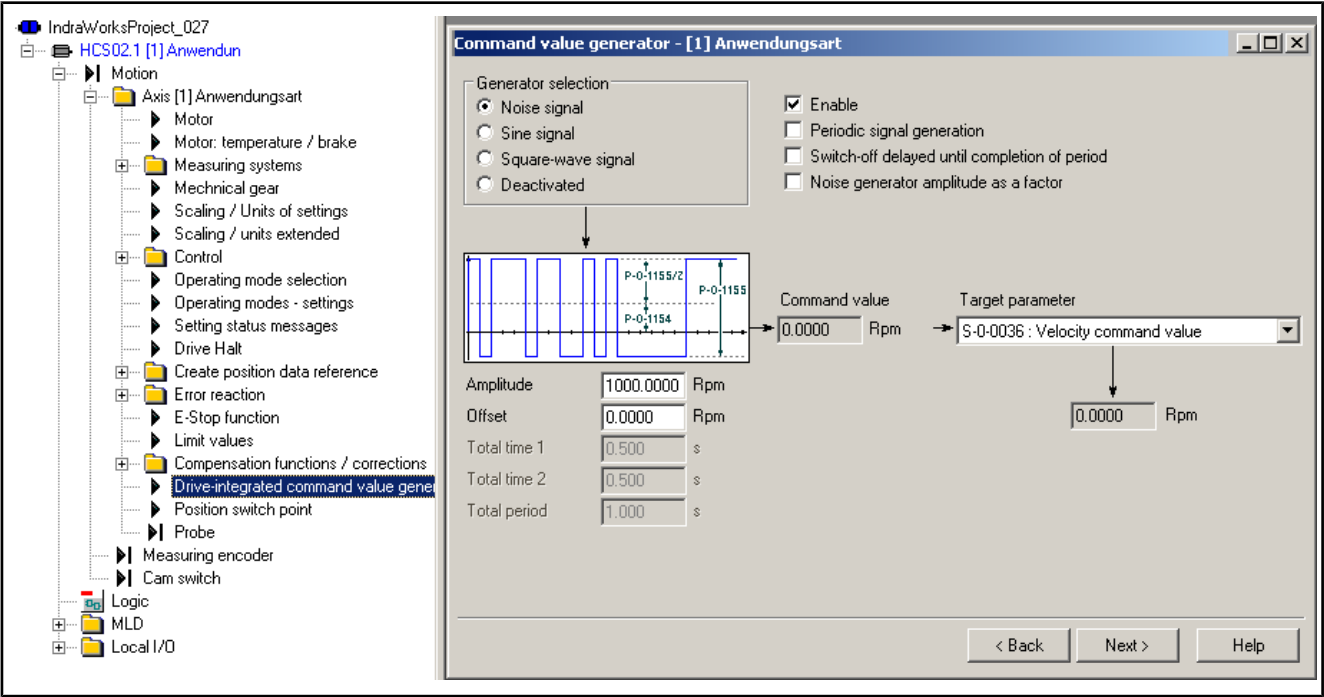 IndraWorksProject_027
HCS02.1 [1] Anwendun
Motion
Axis [1] Anwendungsart
Motor
Motor: temperature / brake
Measuring systems
Mechnical gear
Scaling / Units of settings
Scaling / units extended
Control
Operating mode selection
Operating modes - settings
Setting status messages
Drive Halt
Create position data reference
Error reaction
E-Stop function
Limit values
Compensation functions / corrections
Drive-integrated command value gener
Position switch point
Probe
Measuring encoder
Cam switch
Logic
MLD
Local I/O
Command value generator - [1] Anwendungsart
Generator selection
Noise signal
Sine signal
Square-wave signal
Deactivated
Enable
Periodic signal generation
Switch-off delayed until completion of period
Noise generator amplitude as a factor
P-0-1155/2
P-0-1155
P-0-1154
Command value
0.0000 Rpm
Target parameter
S-0-0036 : Velocity command value
0.0000 Rpm
Amplitude 1000.0000 Rpm
Offset 0.0000 Rpm
Total time 1 0.500 s
Total time 2 0.500 s
Total period 1.000 s
< Back Next > Help